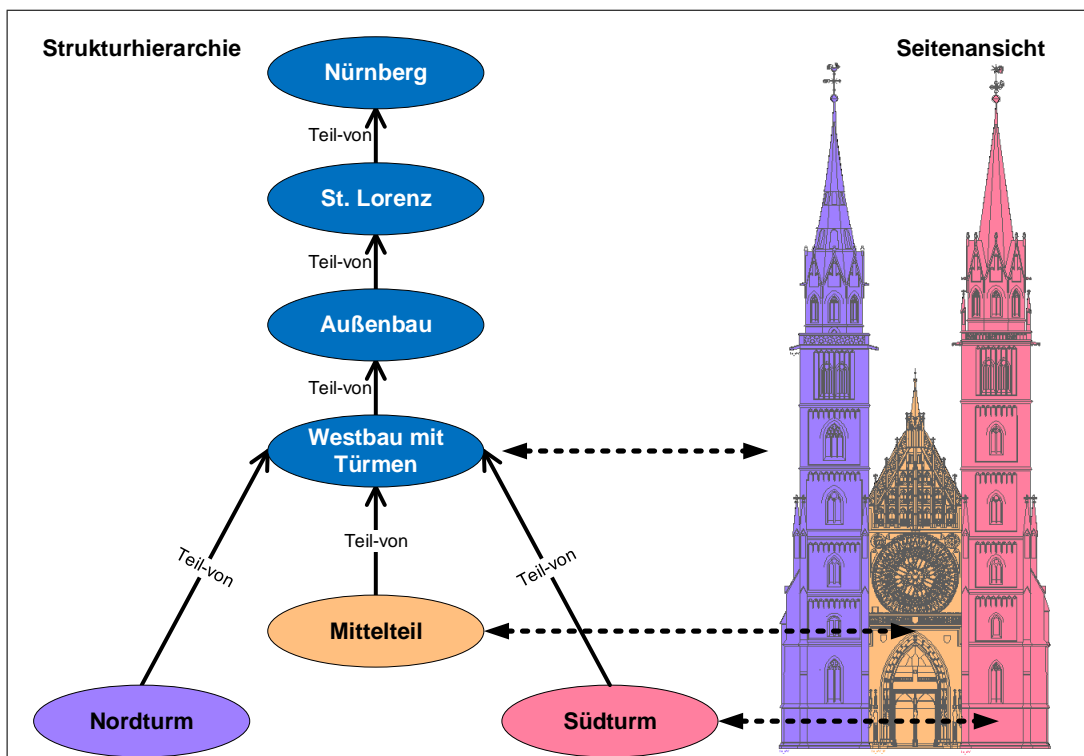 Strukturhierarchie
Seitenansicht
Nürnberg
Teil-von
St. Lorenz
Teil-von
Außenbau
Teil-von
Westbau mit
Türmen
Teil-von
Teil-von
Teil-von
Mittelteil
Nordturm
Südturm